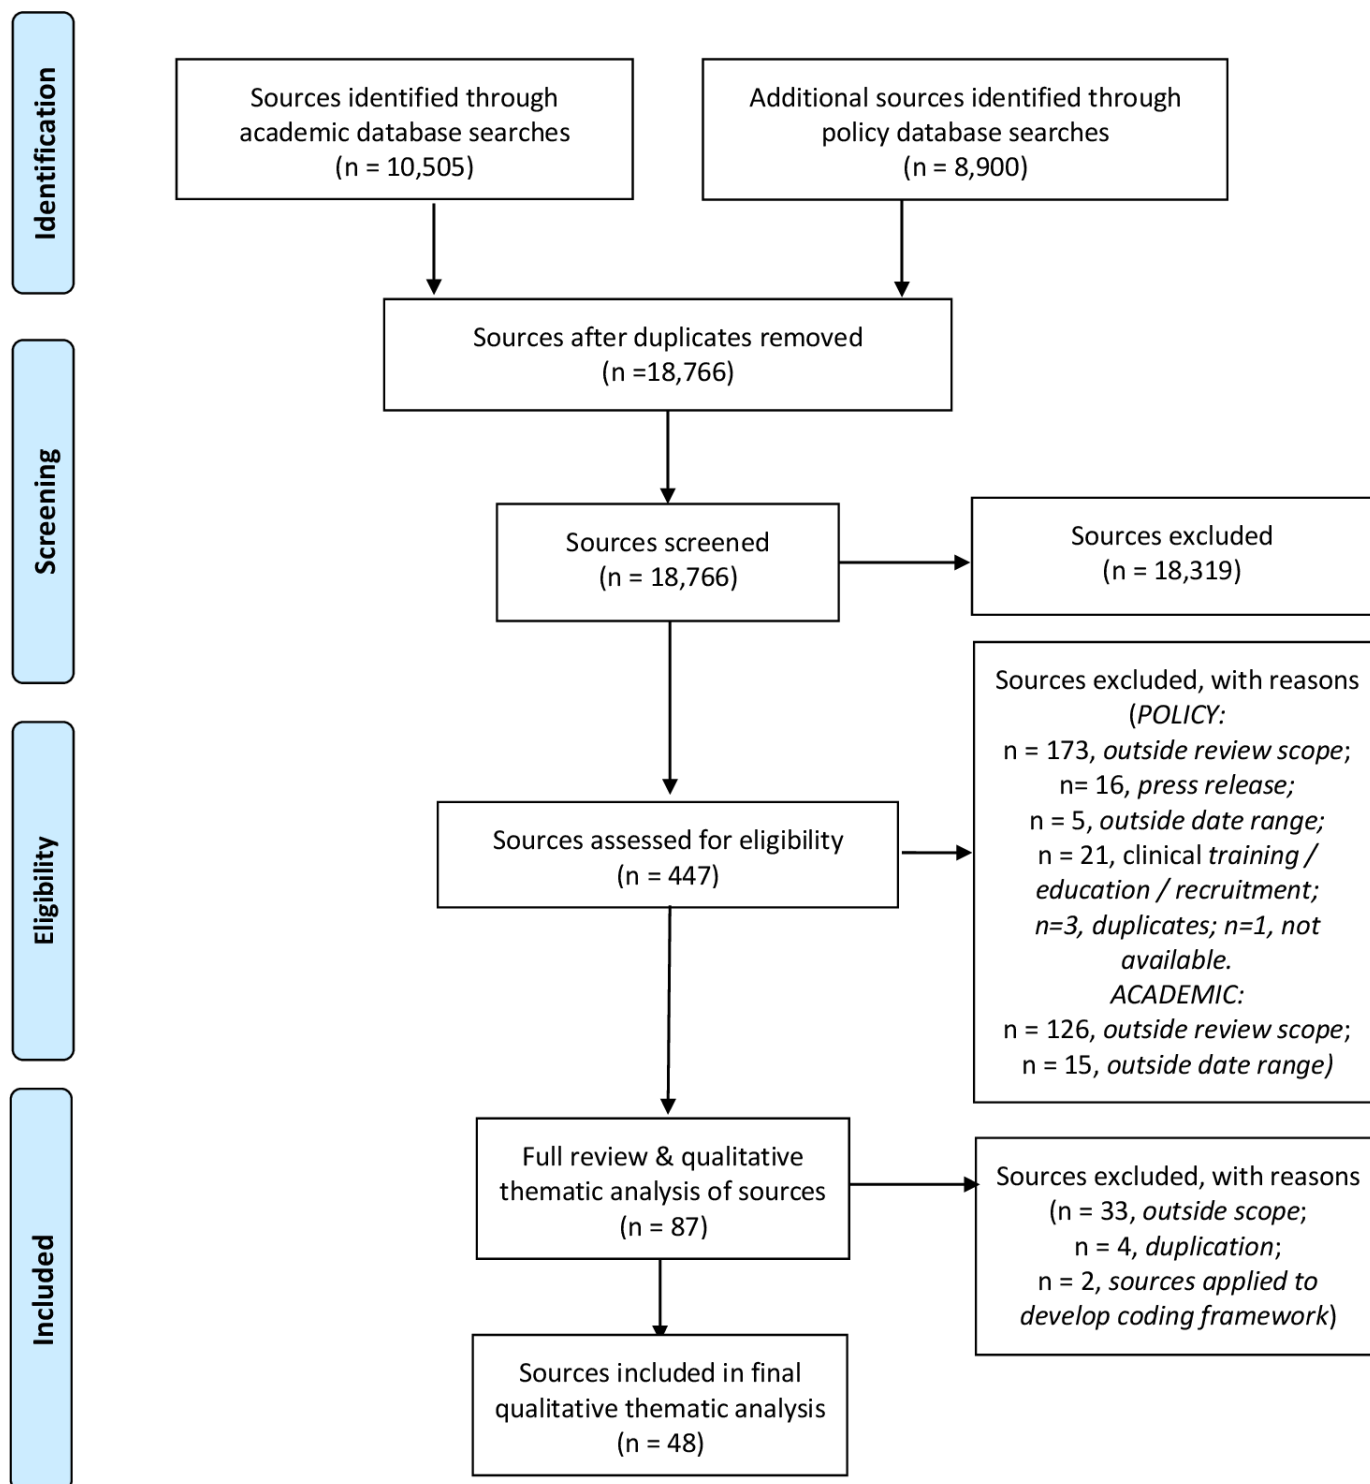 Identification
Sources identified through
academic database searches
(n = 10,505)
Additional sources identified through
policy database searches
(n = 8,900)
Sources after duplicates removed
(n =18,766)
Screening
Sources screened
(n = 18,766)
Sources excluded
(n = 18,319)
Eligibility
Sources assessed for eligibility
(n = 447)
Sources excluded, with reasons
(POLICY:
n = 173, outside review scope;
n= 16, press release;
n = 5, outside date range;
n = 21, clinical training /
education / recruitment;
n=3, duplicates; n=1, not
available.
ACADEMIC:
n = 126, outside review scope;
n = 15, outside date range)
Included
Full review & qualitative
thematic analysis of sources
(n = 87)
Sources excluded, with reasons
(n = 33, outside scope;
n = 4, duplication;
n = 2, sources applied to
develop coding framework)
Sources included in final
qualitative thematic analysis
(n = 48)